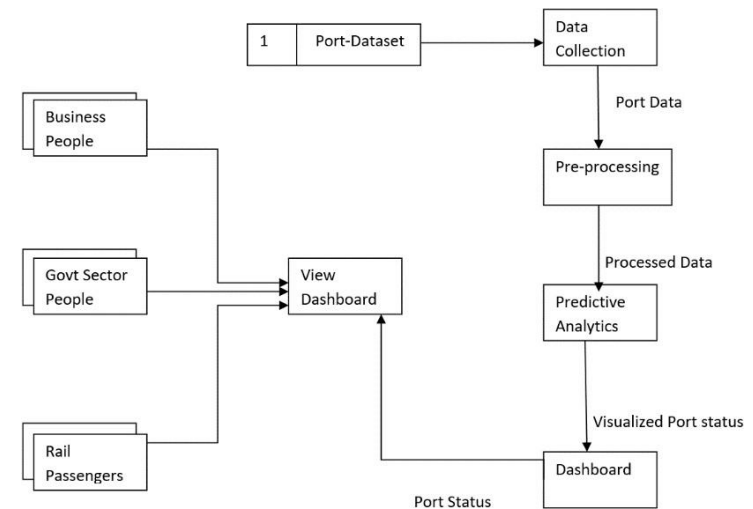 1 Port-Dataset
Data
Collection
Port Data
Business
People
Pre-processing
Processed Data
Govt Sector
People
View
Dashboard
Predictive
Analytics
Visualized Port status
Rail
Passengers
Dashboard
Port Status